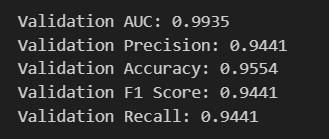 Validation AUC: 0.9935
Validation Precision: 0.9441
Validation Accuracy: 0.9554
Validation F1 Score: 0.9441
Validation Recall: 0.9441